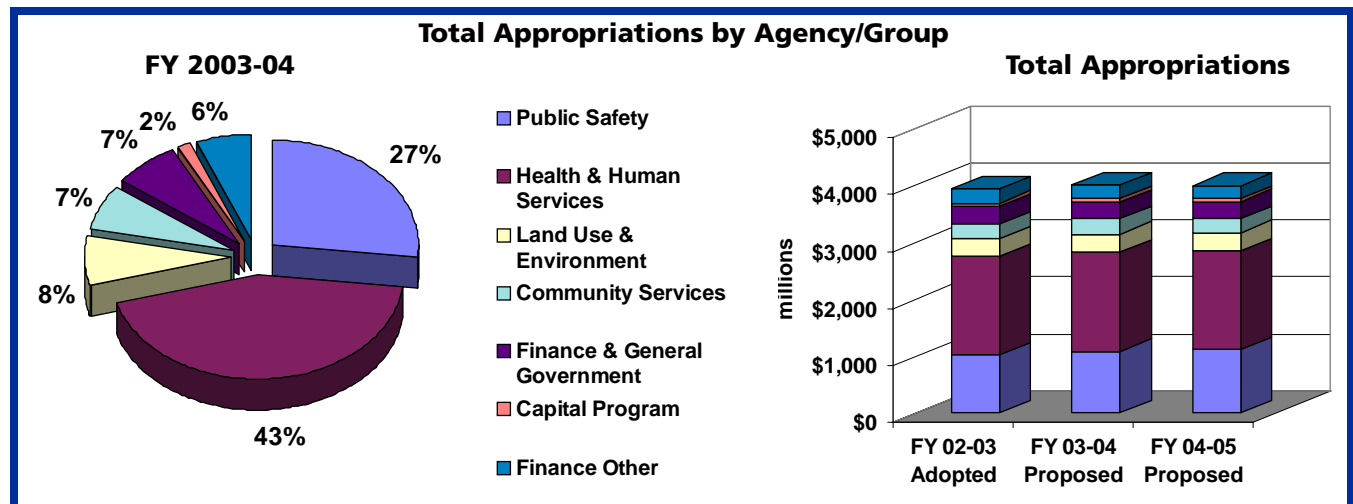 Total Appropriations by Agency/Group
FY 2003-04
27%
43%
8%
7%
7%
2%
6%
Public Safety
Health & Human
Services
Land Use &
Environment
Community Services
Finance & General
Government
Capital Program
Finance Other
Total Appropriations
millions
$5,000
$4,000
$3,000
$2,000
$1,000
$0
FY 02-03
Adopted
FY 03-04
Proposed
FY 04-05
Proposed